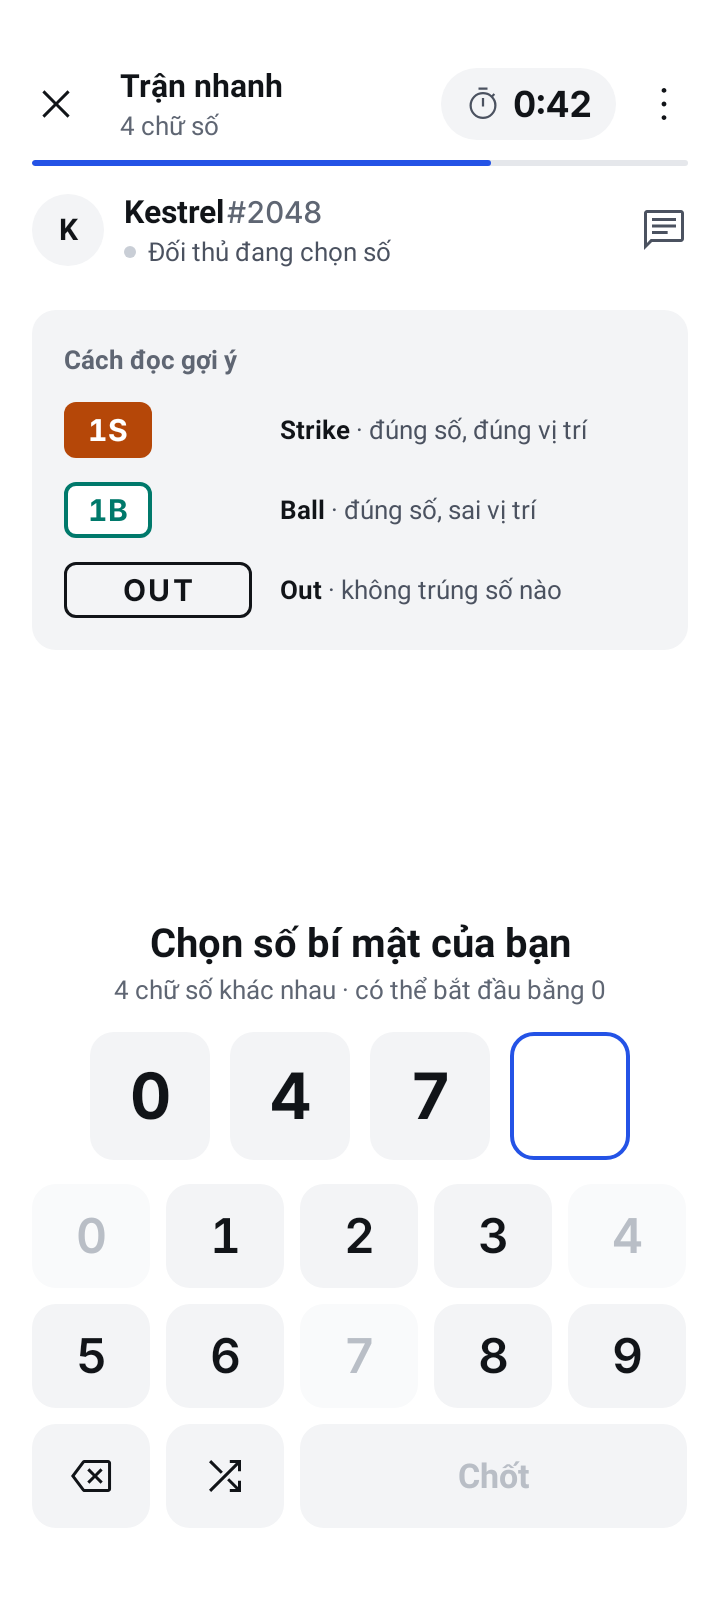 Trận nhanh
4 chữ số
0:42
K
Kestrel#2048
Đối thủ đang chọn số
Cách đọc gợi ý
1S
Strike · đúng số, đúng vị trí
1B
Ball · đúng số, sai vị trí
OUT
Out · không trúng số nào
Chọn số bí mật của bạn
4 chữ số khác nhau · có thể bắt đầu bằng 0
0 4 7
0 1 2 3 4
5 6 7 8 9
Chốt